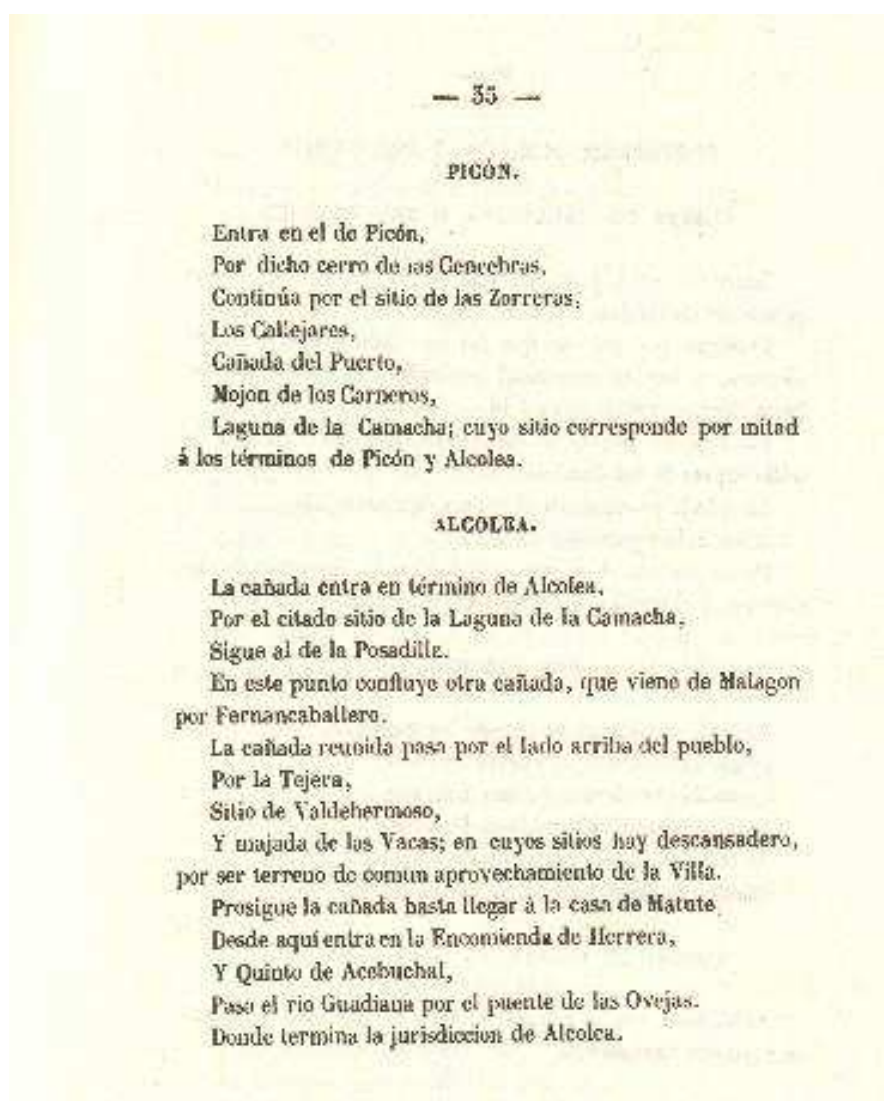 — 35 —
PICÓN.
Entra en el de Picón,
Por dicho cerro de las Gencebras,
Continúa por el sitio de las Zorreras,
Los Callejares,
Cañada del Puerto,
Mojon de los Carneros,
Laguna de la Camacha; cuyo sitio corresponde por mitad
á los términos de Picón y Alcolea.
ALCOLEA.
La cañada entra en término de Alcolea,
Por el citado sitio de la Laguna de la Camacha,
Sigue al de la Posadilla.
En este punto confluye otra cañada, que viene de Malagon
por Fernancaballero.
La cañada reunida pasa por el lado arriba del pueblo,
Por la Tejera,
Sitio de Valdehermoso,
Y majada de las Vacas; en cuyos sitios hay descansadero,
por ser terreno de comun aprovechamiento de la Villa.
Prosigue la cañada hasta llegar à la casa de Matute,
Desde aquí entra en la Encomienda de Herrera,
Y Quinto de Acebuchal,
Pasa el rio Guadiana por el puente de las Ovejas.
Donde termina la jurisdiccion de Alcolea.